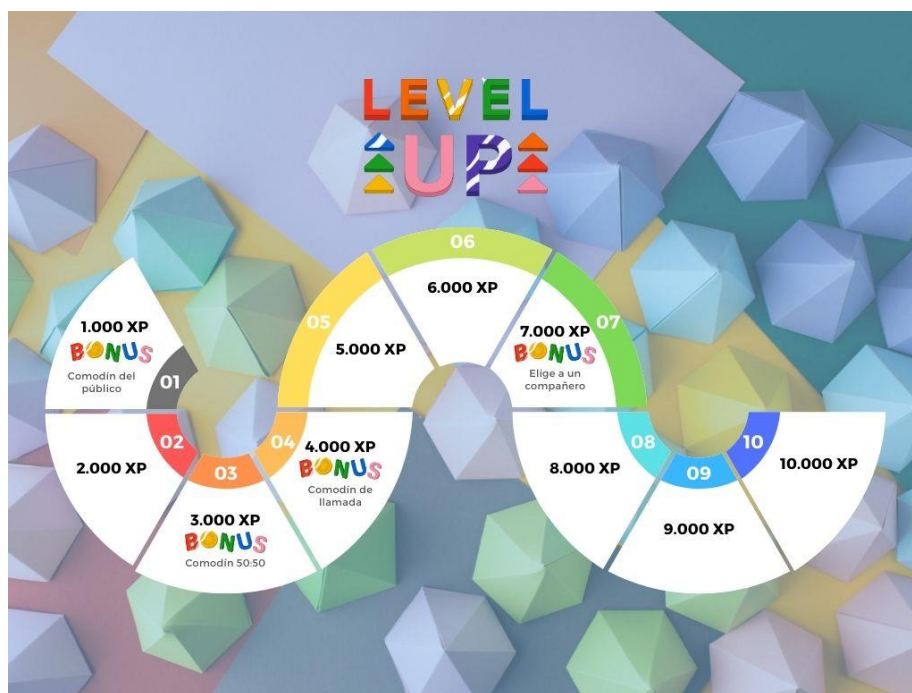 LEVEL
UP
01
1.000 XP
BONUS
Comodín del
público
02
2.000 XP
03
3.000 XP
BONUS
Comodín 50:50
04
4.000 XP
BONUS
Comodín de
llamada
05
5.000 XP
06
6.000 XP
07
7.000 XP
BONUS
Elige a un
compañero
08
8.000 XP
09
9.000 XP
10
10.000 XP